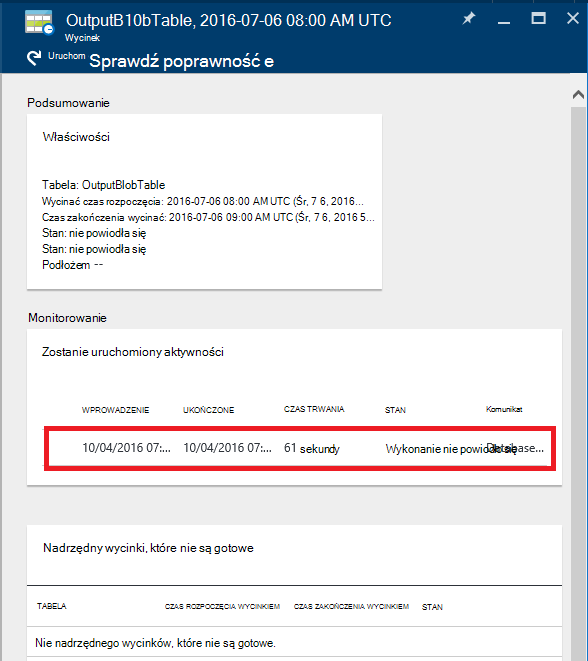 OutputB10bTable, 2016-07-06 08:00 AM UTC
Wycinek
Uruchom Sprawdź poprawność e
Podsumowanie
Właściwości
Tabela: OutputBlobTable
Wycinać czas rozpoczęcia: 2016-07-06 08:00 AM UTC (Śr, 7 6, 2016...
Czas zakończenia wycinać: 2016-07-06 09:00 AM UTC (Śr, 7 6, 2016 5...
Stan: nie powiodła się
Stan: nie powiodła się
Podłożem --
Monitorowanie
Zostanie uruchomiony aktywności
WPROWADZENIE UKOŃCZONE CZAS TRWANIA STAN Komunikat
10/04/2016 07:... 10/04/2016 07:... 61 sekundy Wykonanie nie powiodło się Database...
Nadrzędny wycinki, które nie są gotowe
TABELA CZAS ROZPOCZĘCIA WYCINKIEM CZAS ZAKOŃCZENIA WYCINKIEM STAN
Nie nadrzędnego wycinków, które nie są gotowe.